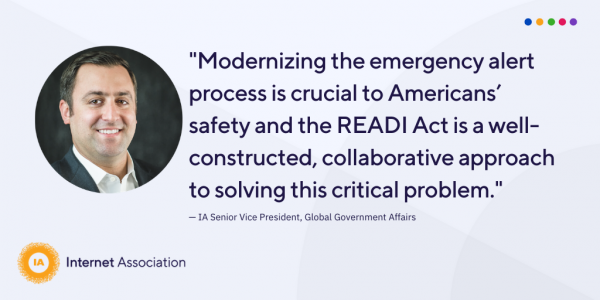 "Modernizing the emergency alert
process is crucial to Americans’
safety and the READI Act is a well-
constructed, collaborative approach
to solving this critical problem."
— IA Senior Vice President, Global Government Affairs
IA
Internet Association